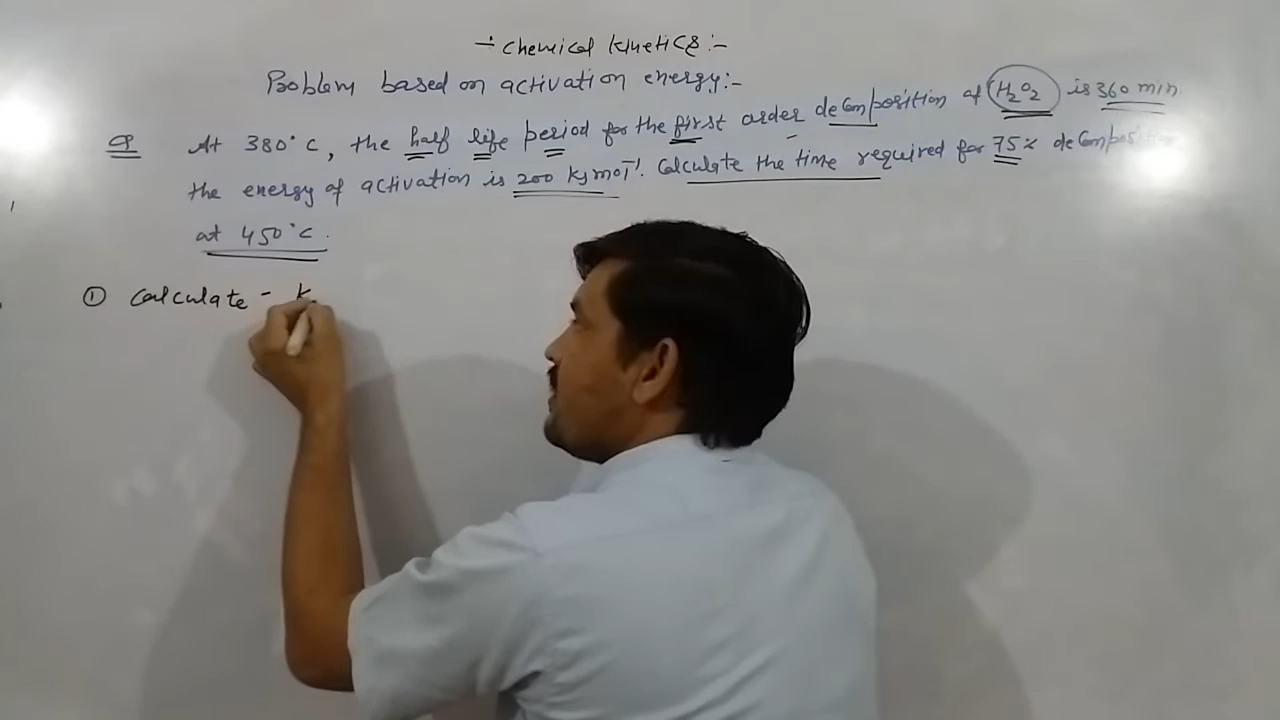 -: Chemical Kinetics :-
Problem based on activation energy:-
Q At 380°C, the half life period for the first order decomposition of H2O2 is 360 min
the energy of activation is 200 kJ mol⁻¹. Calculate the time required for 75% decomposition
at 450°C.
① Calculate - K